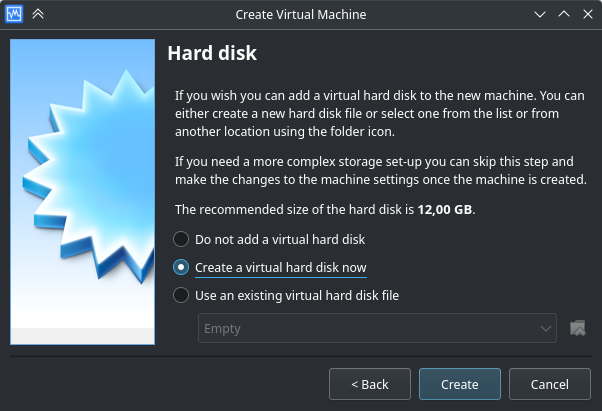 Create Virtual Machine
Hard disk
If you wish you can add a virtual hard disk to the new machine. You can
either create a new hard disk file or select one from the list or from
another location using the folder icon.
If you need a more complex storage set-up you can skip this step and
make the changes to the machine settings once the machine is created.
The recommended size of the hard disk is 12,00 GB.
Do not add a virtual hard disk
Create a virtual hard disk now
Use an existing virtual hard disk file
Empty
< Back
Create
Cancel